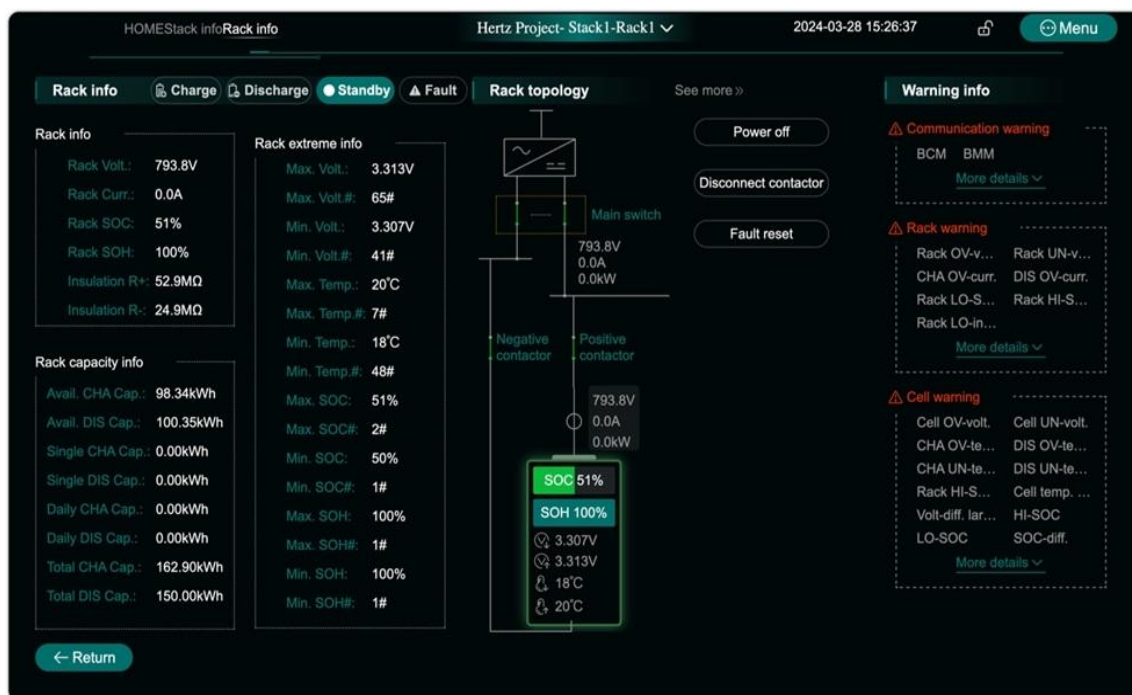 HOME Stack info Rack info
Hertz Project- Stack1-Rack1
2024-03-28 15:26:37
Menu
Rack info
Charge
Discharge
Standby
Fault
Rack info
Rack Volt.: 793.8V
Rack Curr.: 0.0A
Rack SOC: 51%
Rack SOH: 100%
Insulation R+: 52.9MΩ
Insulation R-: 24.9MΩ
Rack capacity info
Avail. CHA Cap.: 98.34kWh
Avail. DIS Cap.: 100.35kWh
Single CHA Cap.: 0.00kWh
Single DIS Cap.: 0.00kWh
Daily CHA Cap.: 0.00kWh
Daily DIS Cap.: 0.00kWh
Total CHA Cap.: 162.90kWh
Total DIS Cap.: 150.00kWh
Rack extreme info
Max. Volt.: 3.313V
Max. Volt.#: 65#
Min. Volt.: 3.307V
Min. Volt.#: 41#
Max. Temp.: 20℃
Max. Temp.#: 7#
Min. Temp.: 18℃
Min. Temp.#: 48#
Max. SOC: 51%
Max. SOC#: 2#
Min. SOC: 50%
Min. SOC#: 1#
Max. SOH: 100%
Max. SOH#: 1#
Min. SOH: 100%
Min. SOH#: 1#
Rack topology
See more »
Main switch
793.8V
0.0A
0.0kW
Negative
contactor
Positive
contactor
793.8V
0.0A
0.0kW
SOC 51%
SOH 100%
3.307V
3.313V
18℃
20℃
Power off
Disconnect contactor
Fault reset
Warning info
Communication warning
BCM BMM
More details
Rack warning
Rack OV-v... Rack UN-v...
CHA OV-curr. DIS OV-curr.
Rack LO-S... Rack HI-S...
Rack LO-in...
More details
Cell warning
Cell OV-volt. Cell UN-volt.
CHA OV-te... DIS OV-te...
CHA UN-te... DIS UN-te...
Rack HI-S... Cell temp. ...
Volt-diff. lar... HI-SOC
LO-SOC SOC-diff.
More details
← Return